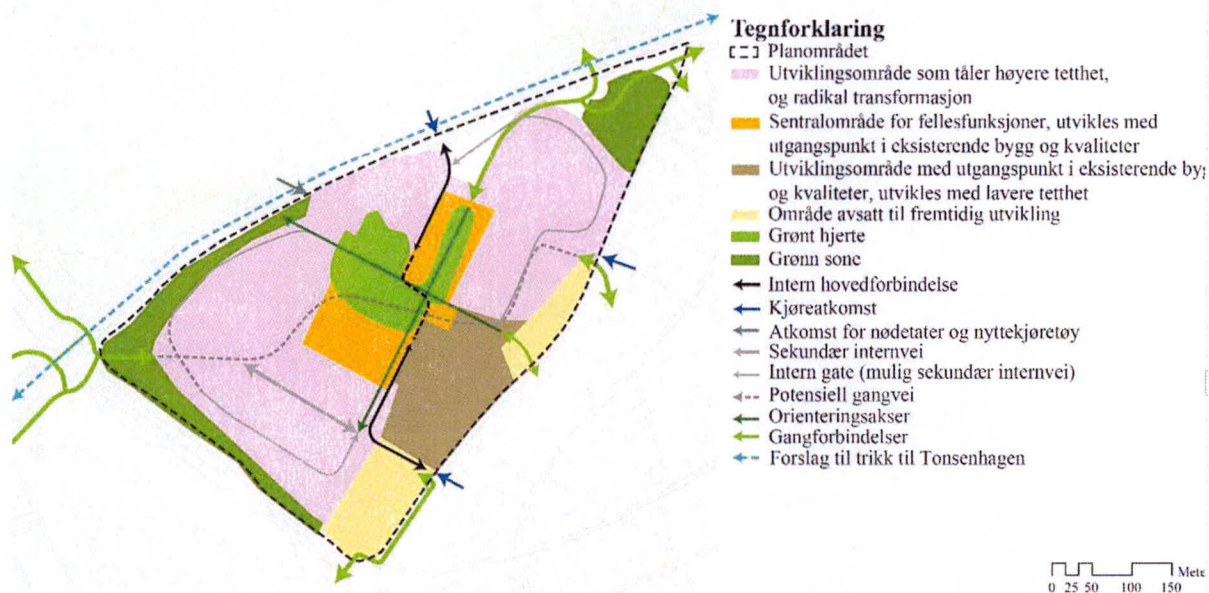 Tegnforklaring
Planområdet
Utviklingsområde som tåler høyere tetthet,
og radikal transformasjon
Sentralområde for fellesfunksjoner, utvikles med
utgangspunkt i eksisterende bygg og kvaliteter
Utviklingsområde med utgangspunkt i eksisterende byg
og kvaliteter, utvikles med lavere tetthet
Område avsatt til fremtidig utvikling
Grønt hjerte
Grønn sone
Intern hovedforbindelse
Kjøreatkomst
Atkomst for nødetater og nyttekjøretøy
Sekundær internvei
Intern gate (mulig sekundær internvei)
Potensiell gangvei
Orienteringsakser
Gangforbindelser
Forslag til trikk til Tonsenhagen
Mete
0 25 50 100 150